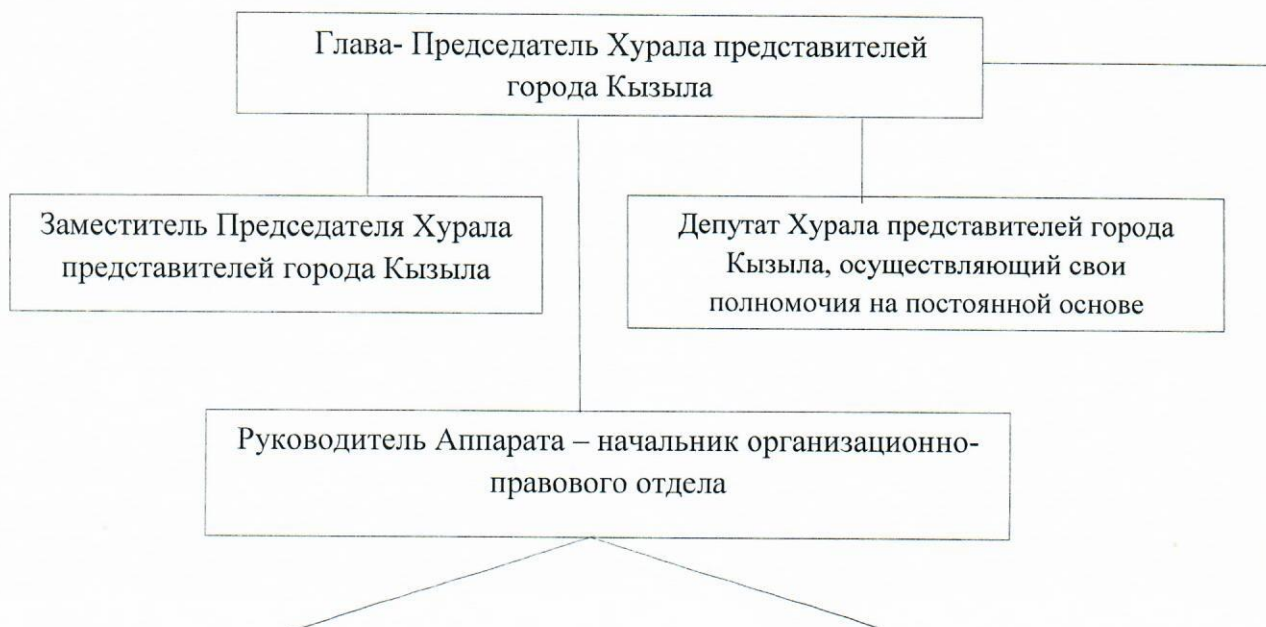 Глава- Председатель Хурала представителей
города Кызыла
Заместитель Председателя Хурала
представителей города Кызыла
Депутат Хурала представителей города
Кызыла, осуществляющий свои
полномочия на постоянной основе
Руководитель Аппарата – начальник организационно-
правового отдела